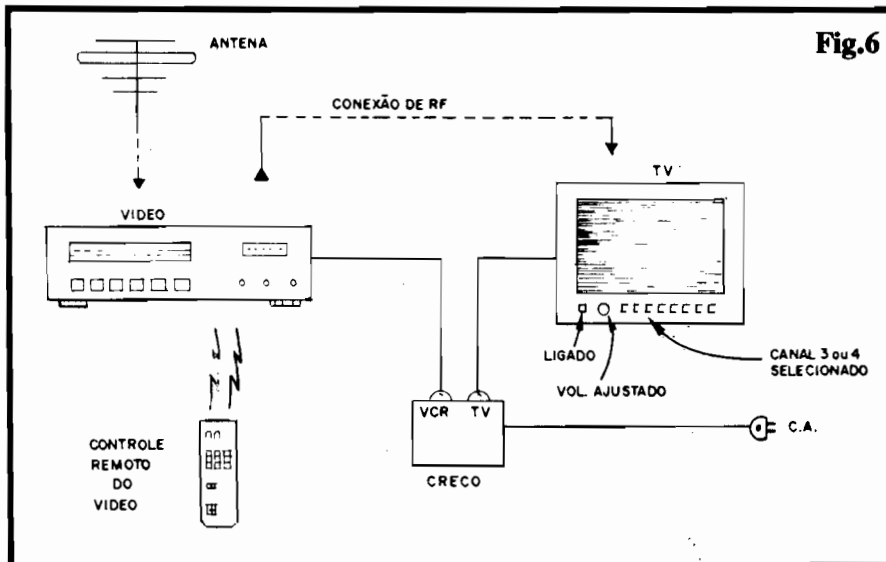 Fig.6
ANTENA
CONEXÃO DE RF
TV
VIDEO
LIGADO
VOL. AJUSTADO
CANAL 3 ou 4
SELECIONADO
VCR TV
C.A.
CRECO
CONTROLE
REMOTO
DO
VIDEO